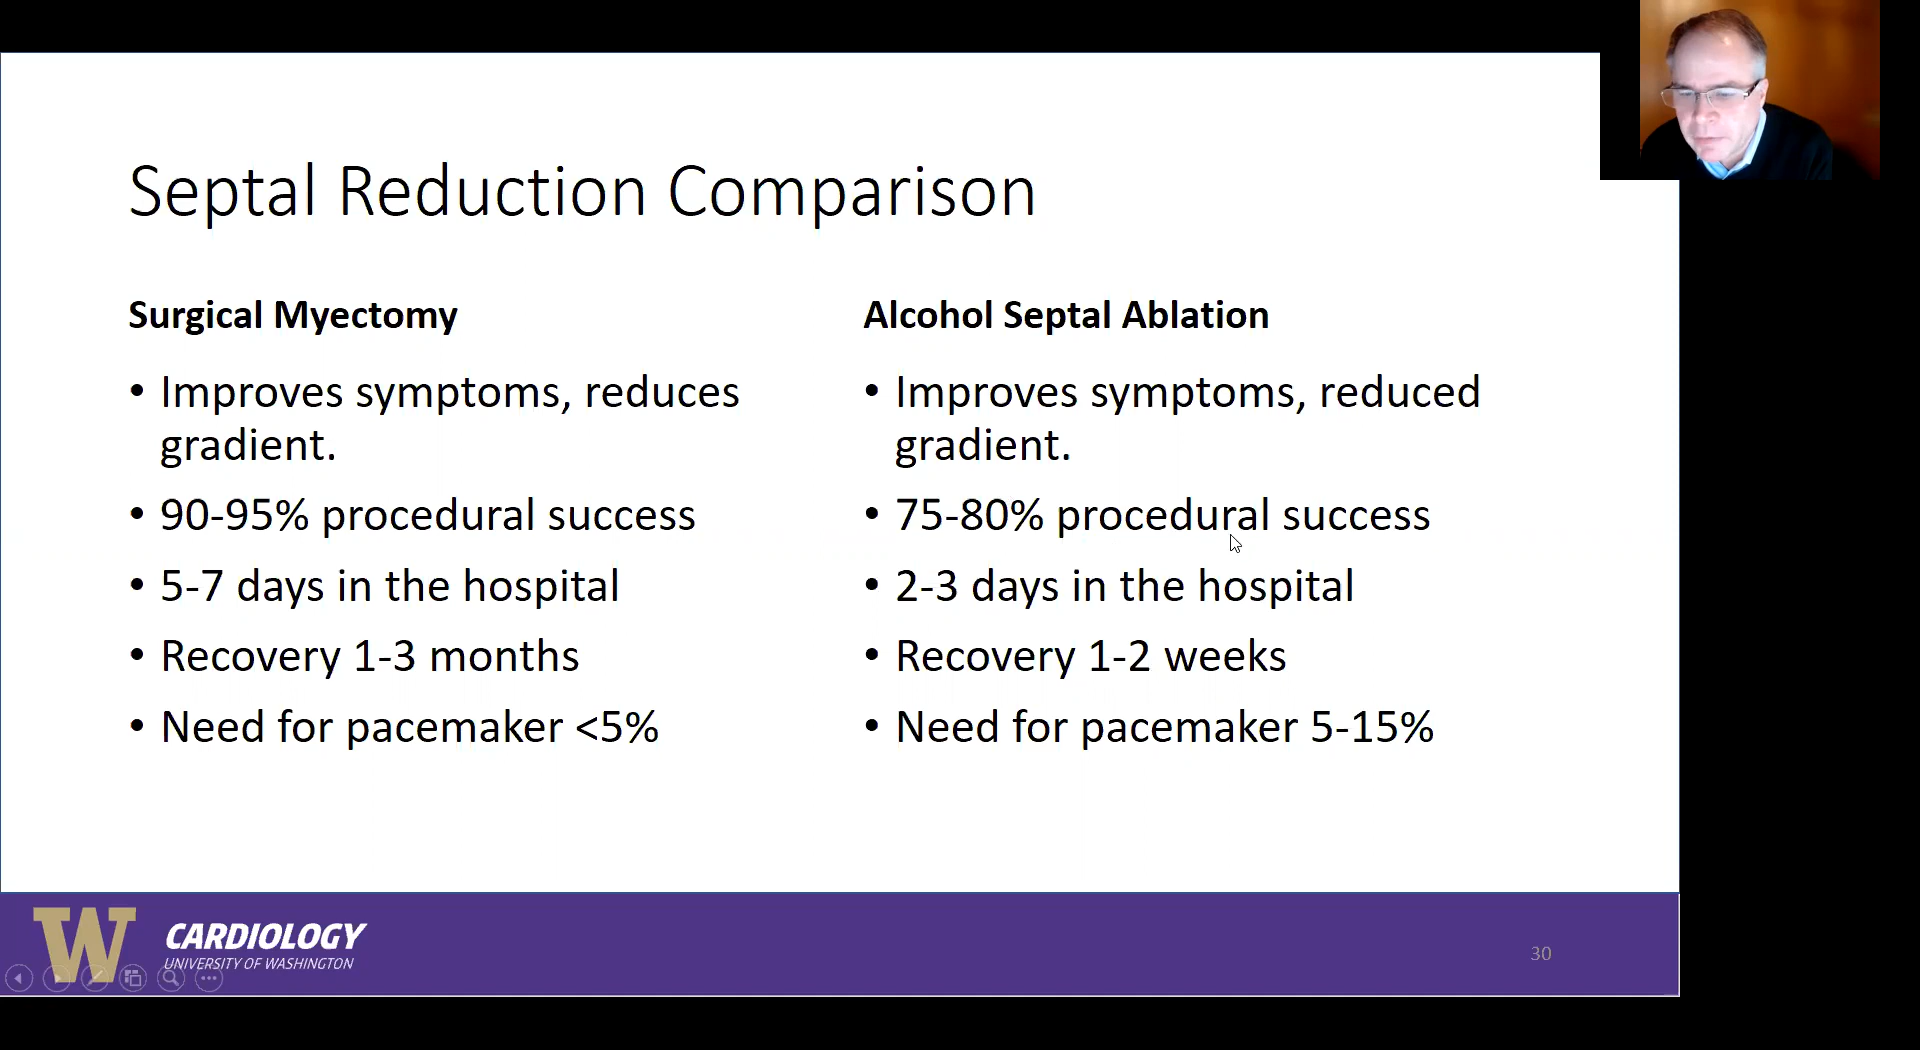 Septal Reduction Comparison
Surgical Myectomy
• Improves symptoms, reduces
gradient.
• 90-95% procedural success
• 5-7 days in the hospital
• Recovery 1-3 months
• Need for pacemaker <5%
Alcohol Septal Ablation
• Improves symptoms, reduced
gradient.
• 75-80% procedural success
• 2-3 days in the hospital
• Recovery 1-2 weeks
• Need for pacemaker 5-15%
W
CARDIOLOGY
UNIVERSITY OF WASHINGTON
30